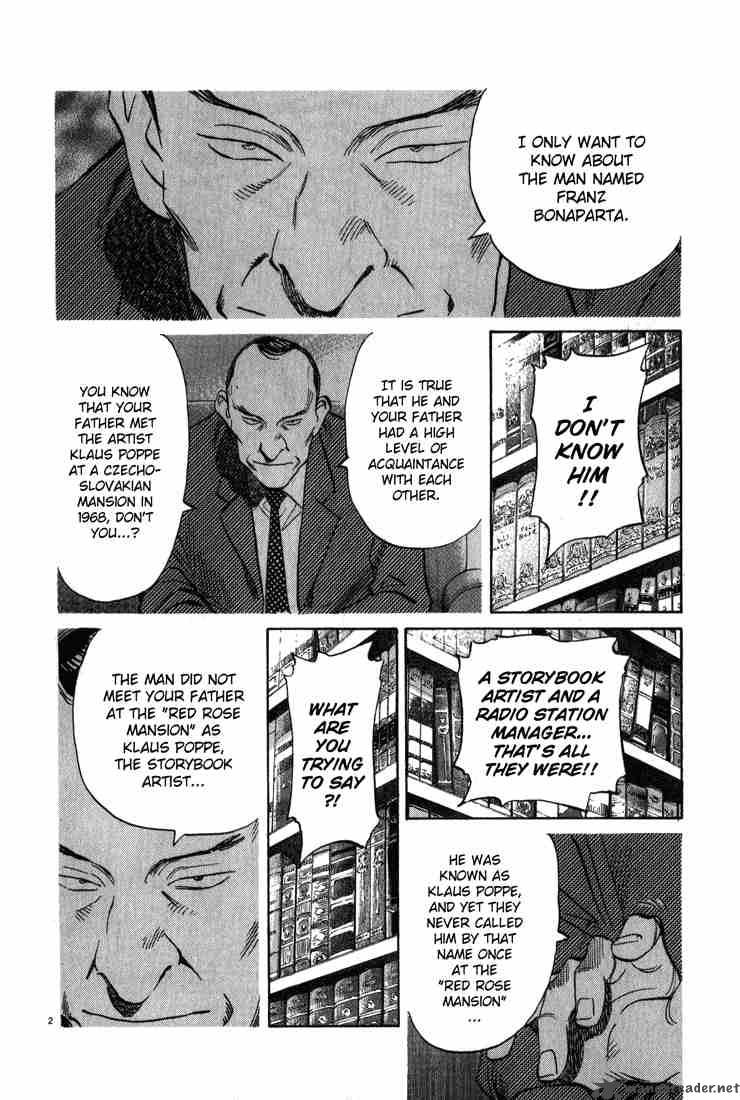 I ONLY WANT TO
KNOW ABOUT
THE MAN NAMED
FRANZ
BONAPARTA.
I
DON'T
KNOW
HIM
!!
IT IS TRUE
THAT HE AND
YOUR FATHER
HAD A HIGH
LEVEL OF
ACQUAINTANCE
WITH EACH
OTHER.
YOU KNOW
THAT YOUR
FATHER MET
THE ARTIST
KLAUS POPPE
AT A CZECHO-
SLOVAKIAN
MANSION IN
1968, DON'T
YOU...?
A STORYBOOK
ARTIST AND A
RADIO STATION
MANAGER...
THAT'S ALL
THEY WERE!!
WHAT
ARE
YOU
TRYING
TO SAY
?!
THE MAN DID NOT
MEET YOUR FATHER
AT THE "RED ROSE
MANSION" AS
KLAUS POPPE,
THE STORYBOOK
ARTIST...
HE WAS
KNOWN AS
KLAUS POPPE,
AND YET THEY
NEVER CALLED
HIM BY THAT
NAME ONCE
AT THE
"RED ROSE
MANSION"
...
2